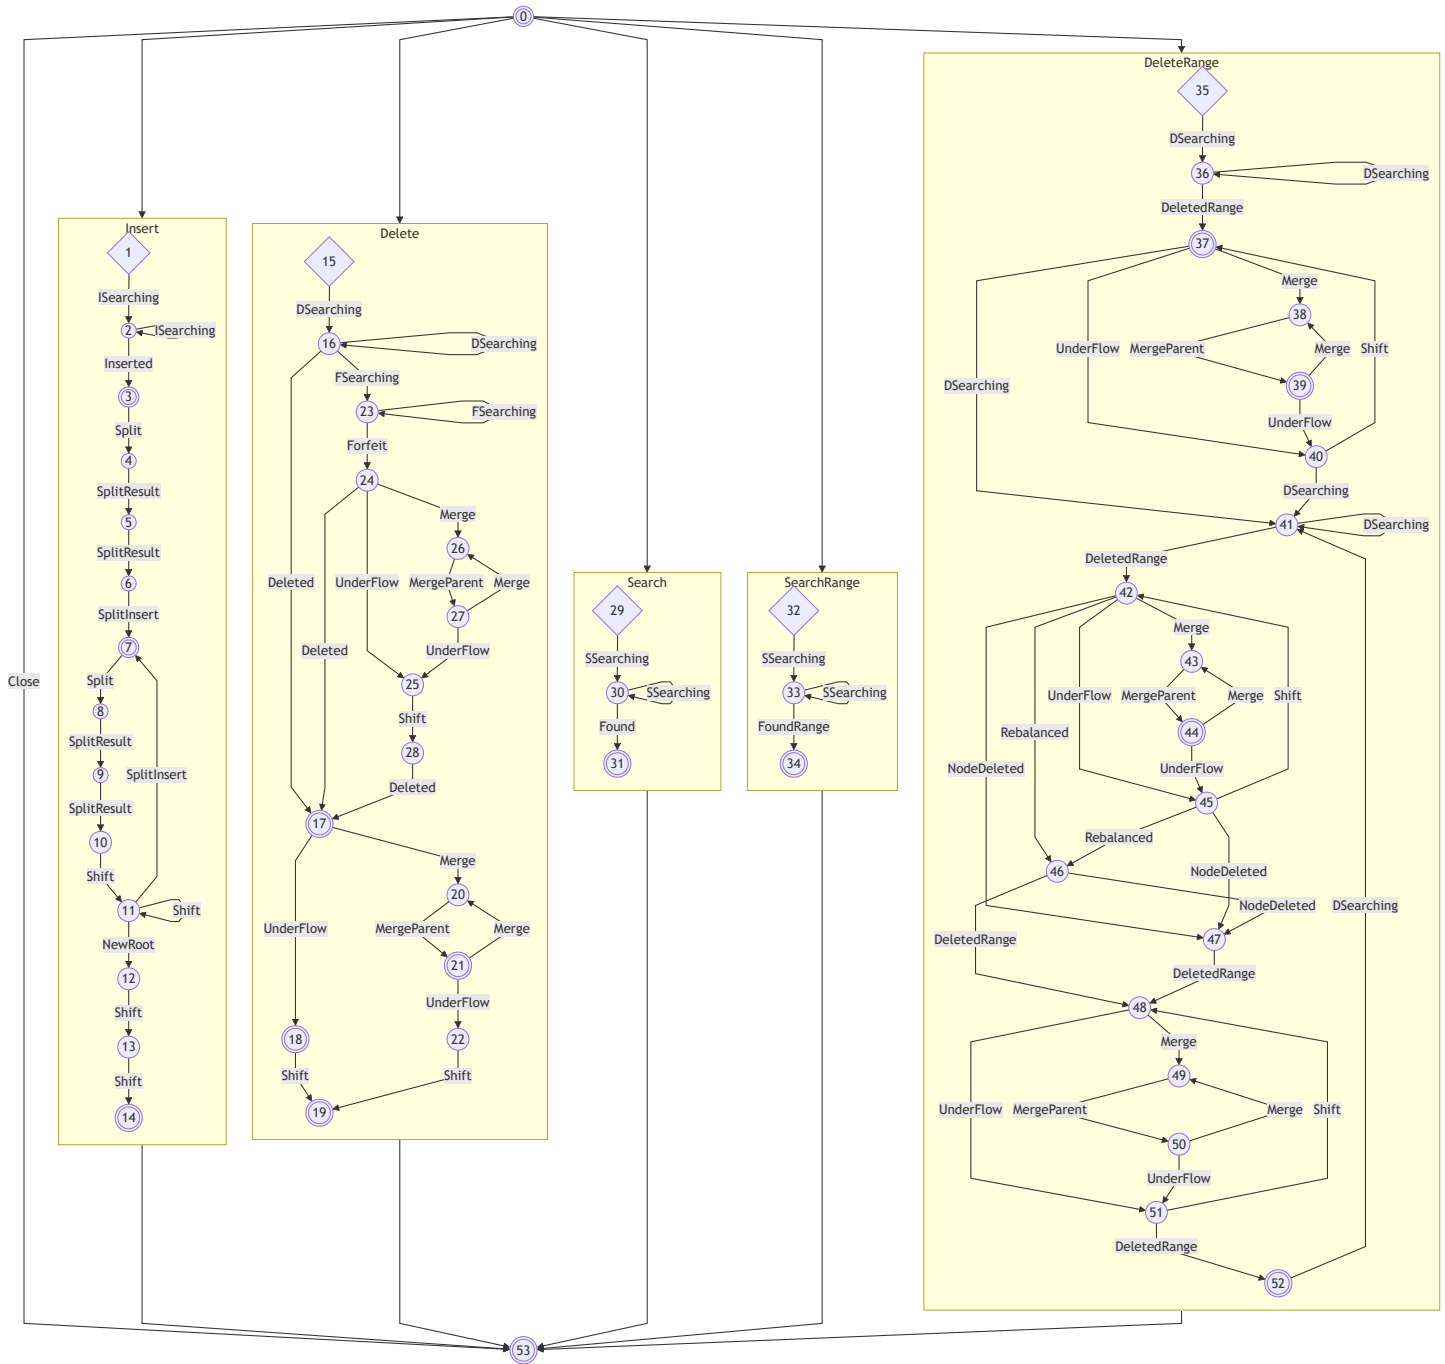 0
Close
Insert
1
ISearching
2
ISearching
Inserted
3
Split
4
SplitResult
5
SplitResult
6
SplitInsert
7
Split
8
SplitResult
9
SplitInsert
SplitResult
10
Shift
11
Shift
NewRoot
12
Shift
13
Shift
14
Delete
15
DSearching
16
DSearching
FSearching
23
FSearching
Forfeit
24
Merge
26
Deleted
UnderFlow
MergeParent
Merge
27
Deleted
UnderFlow
25
Shift
28
Deleted
17
Merge
20
UnderFlow
MergeParent
Merge
21
UnderFlow
18
22
Shift
Shift
19
Search
29
SSearching
30
SSearching
Found
31
SearchRange
32
SSearching
33
SSearching
FoundRange
34
DeleteRange
35
DSearching
36
DSearching
DeletedRange
37
Merge
38
UnderFlow
MergeParent
Merge
Shift
DSearching
39
UnderFlow
40
DSearching
41
DSearching
DeletedRange
42
Merge
43
UnderFlow
MergeParent
Merge
Shift
Rebalanced
44
NodeDeleted
UnderFlow
45
Rebalanced
46
NodeDeleted
NodeDeleted
DSearching
DeletedRange
47
DeletedRange
48
Merge
49
UnderFlow
MergeParent
Merge
Shift
50
UnderFlow
51
DeletedRange
52
53